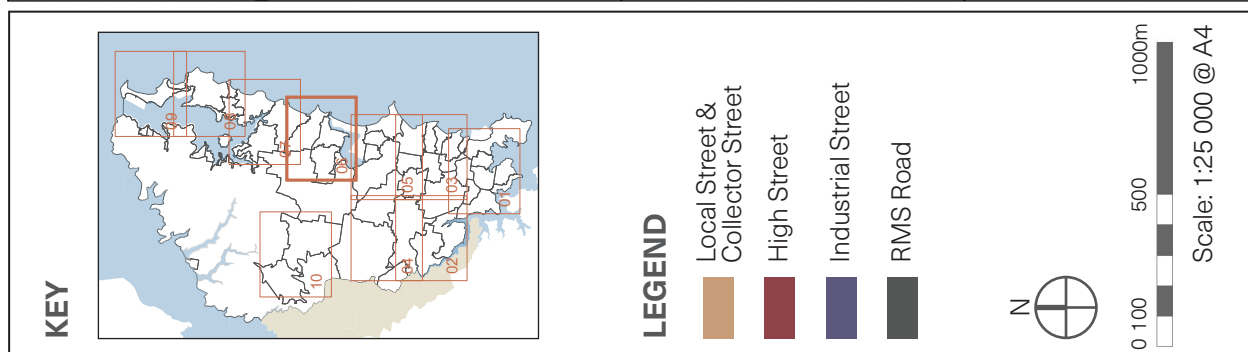 KEY
09
08
07
06
05
03
01
10
04
02
LEGEND
Local Street &
Collector Street
High Street
Industrial Street
RMS Road
N
0 100
500
1000m
Scale: 1:25 000 @ A4